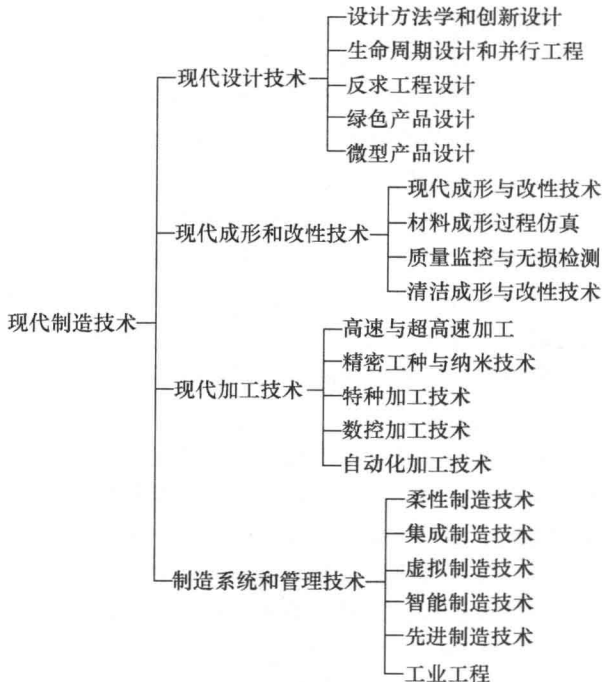 设计方法学和创新设计
生命周期设计和并行工程
现代设计技术
反求工程设计
绿色产品设计
微型产品设计
现代成形与改性技术
材料成形过程仿真
现代成形和改性技术
质量监控与无损检测
清洁成形与改性技术
现代制造技术
高速与超高速加工
精密工种与纳米技术
现代加工技术
特种加工技术
数控加工技术
自动化加工技术
柔性制造技术
集成制造技术
制造系统和管理技术
虚拟制造技术
智能制造技术
先进制造技术
工业工程